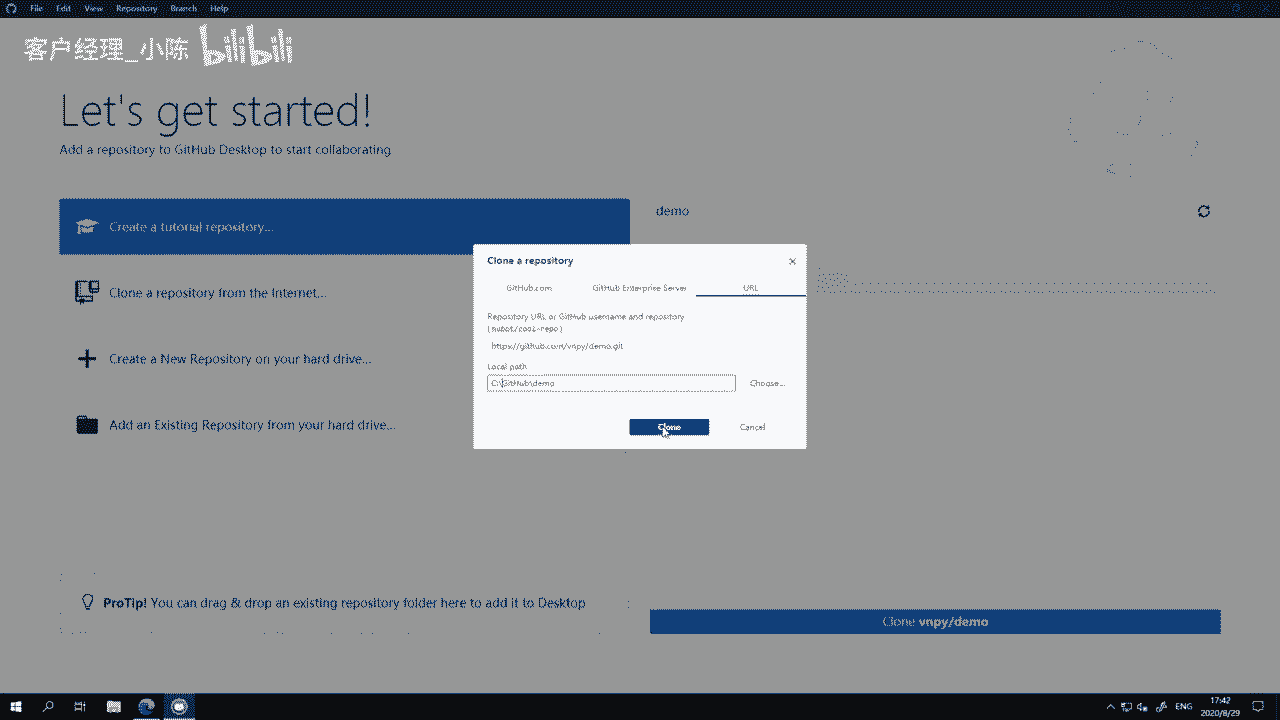 File Edit View Repository Branch Help
客户经理_小陈 bilibili
Let's get started!
Add a repository to GitHub Desktop to start collaborating
Create a tutorial repository...
Clone a repository from the Internet...
Create a New Repository on your hard drive...
Add an Existing Repository from your hard drive...
ProTip! You can drag & drop an existing repository folder here to add it to Desktop
demo
Clone vnpy/demo
Clone a repository
GitHub.com GitHub Enterprise Server URL
Repository URL or GitHub username and repository
(hubot/cool-repo)
https://github.com/vnpy/demo.git
Local path
C:\GitHub\demo Choose...
Clone Cancel
ENG
17:42
2020/8/29